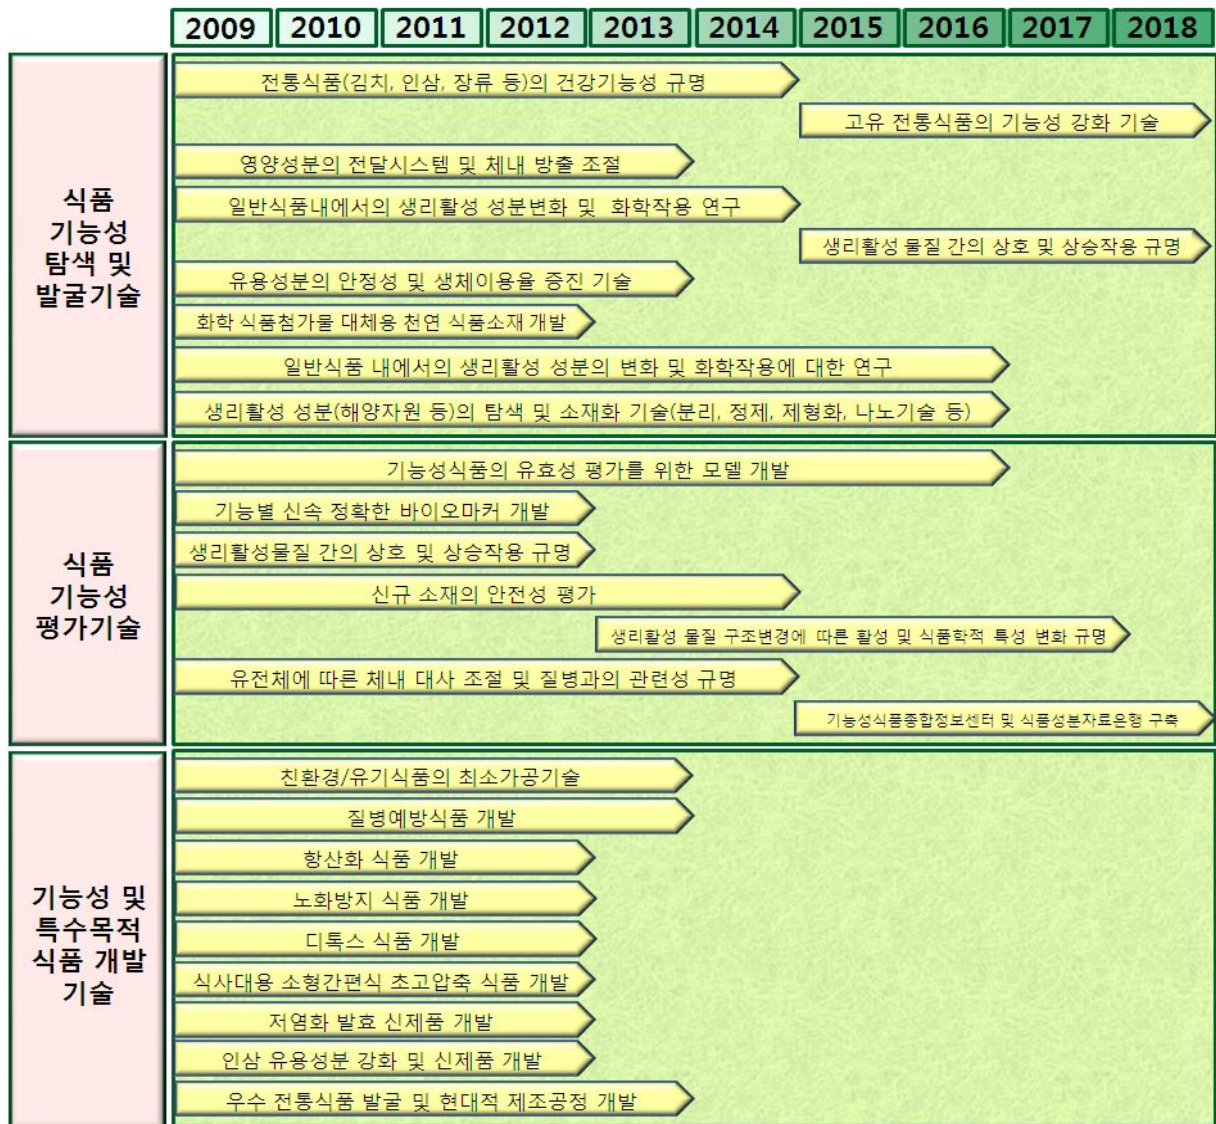 2009 2010 2011 2012 2013 2014 2015 2016 2017 2018
식품
기능성
탐색 및
발굴기술
전통식품(김치, 인삼, 장류 등)의 건강기능성 규명
고유 전통식품의 기능성 강화 기술
영양성분의 전달시스템 및 체내 방출 조절
일반식품내에서의 생리활성 성분변화 및 화학작용 연구
생리활성 물질 간의 상호 및 상승작용 규명
유용성분의 안정성 및 생체이용율 증진 기술
화학 식품첨가물 대체용 천연 식품소재 개발
일반식품 내에서의 생리활성 성분의 변화 및 화학작용에 대한 연구
생리활성 성분(해양자원 등)의 탐색 및 소재화 기술(분리, 정제, 제형화, 나노기술 등)
식품
기능성
평가기술
기능성식품의 유효성 평가를 위한 모델 개발
기능별 신속 정확한 바이오마커 개발
생리활성물질 간의 상호 및 상승작용 규명
신규 소재의 안전성 평가
생리활성 물질 구조변경에 따른 활성 및 식품학적 특성 변화 규명
유전체에 따른 체내 대사 조절 및 질병과의 관련성 규명
기능성식품종합정보센터 및 식품성분자료은행 구축
기능성 및
특수목적
식품 개발
기술
친환경/유기식품의 최소가공기술
질병예방식품 개발
항산화 식품 개발
노화방지 식품 개발
디톡스 식품 개발
식사대용 소형간편식 초고압축 식품 개발
저염화 발효 신제품 개발
인삼 유용성분 강화 및 신제품 개발
우수 전통식품 발굴 및 현대적 제조공정 개발